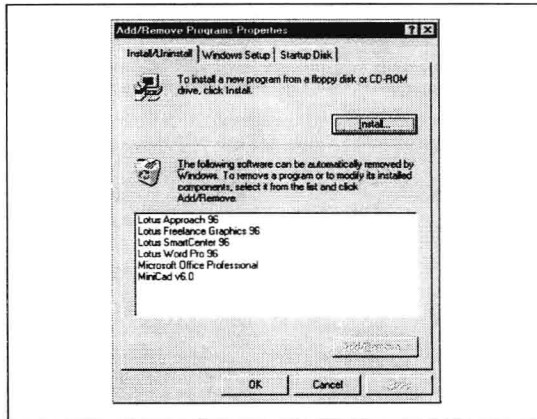 Add/Remove Programs Properties
Install/Uninstall
Windows Setup
Startup Disk
To install a new program from a floppy disk or CD-ROM
drive, click Install.
Install...
The following software can be automatically removed by
Windows. To remove a program or to modify its installed
components, select it from the list and click
Add/Remove.
Lotus Approach 96
Lotus Freelance Graphics 96
Lotus SmartCenter 96
Lotus Word Pro 96
Microsoft Office Professional
MiniCad v6.0
Add/Remove...
OK
Cancel